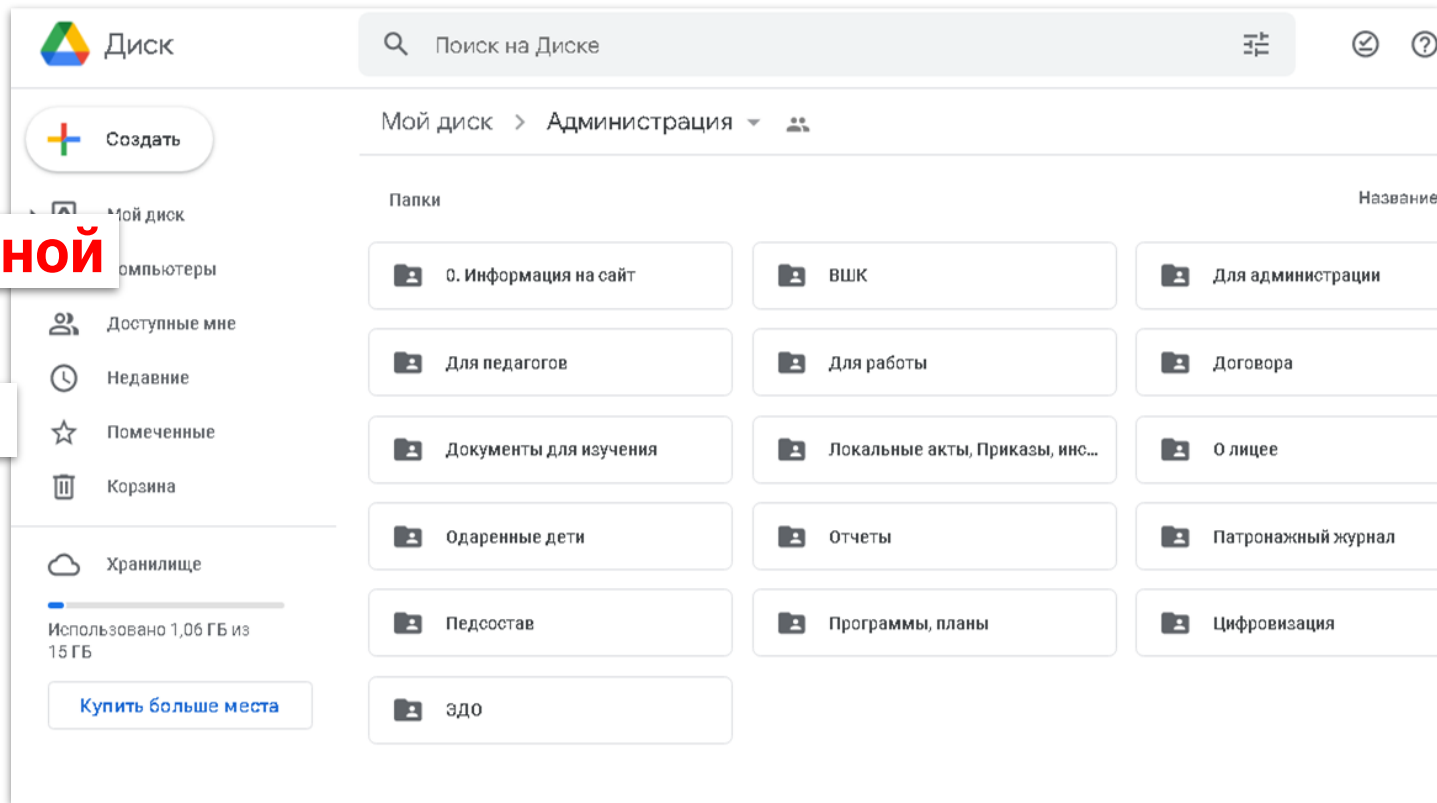 Диск
Поиск на Диске
Создать
Мой диск > Администрация
Папки
Название
Мой диск
ной
омпьютеры
Доступные мне
Недавние
Помеченные
Корзина
Хранилище
Использовано 1,06 ГБ из
15 ГБ
Купить больше места
0. Информация на сайт
ВШК
Для администрации
Для педагогов
Для работы
Договора
Документы для изучения
Локальные акты, Приказы, инс...
О лицее
Одаренные дети
Отчеты
Патронажный журнал
Педсостав
Программы, планы
Цифровизация
ЭДО